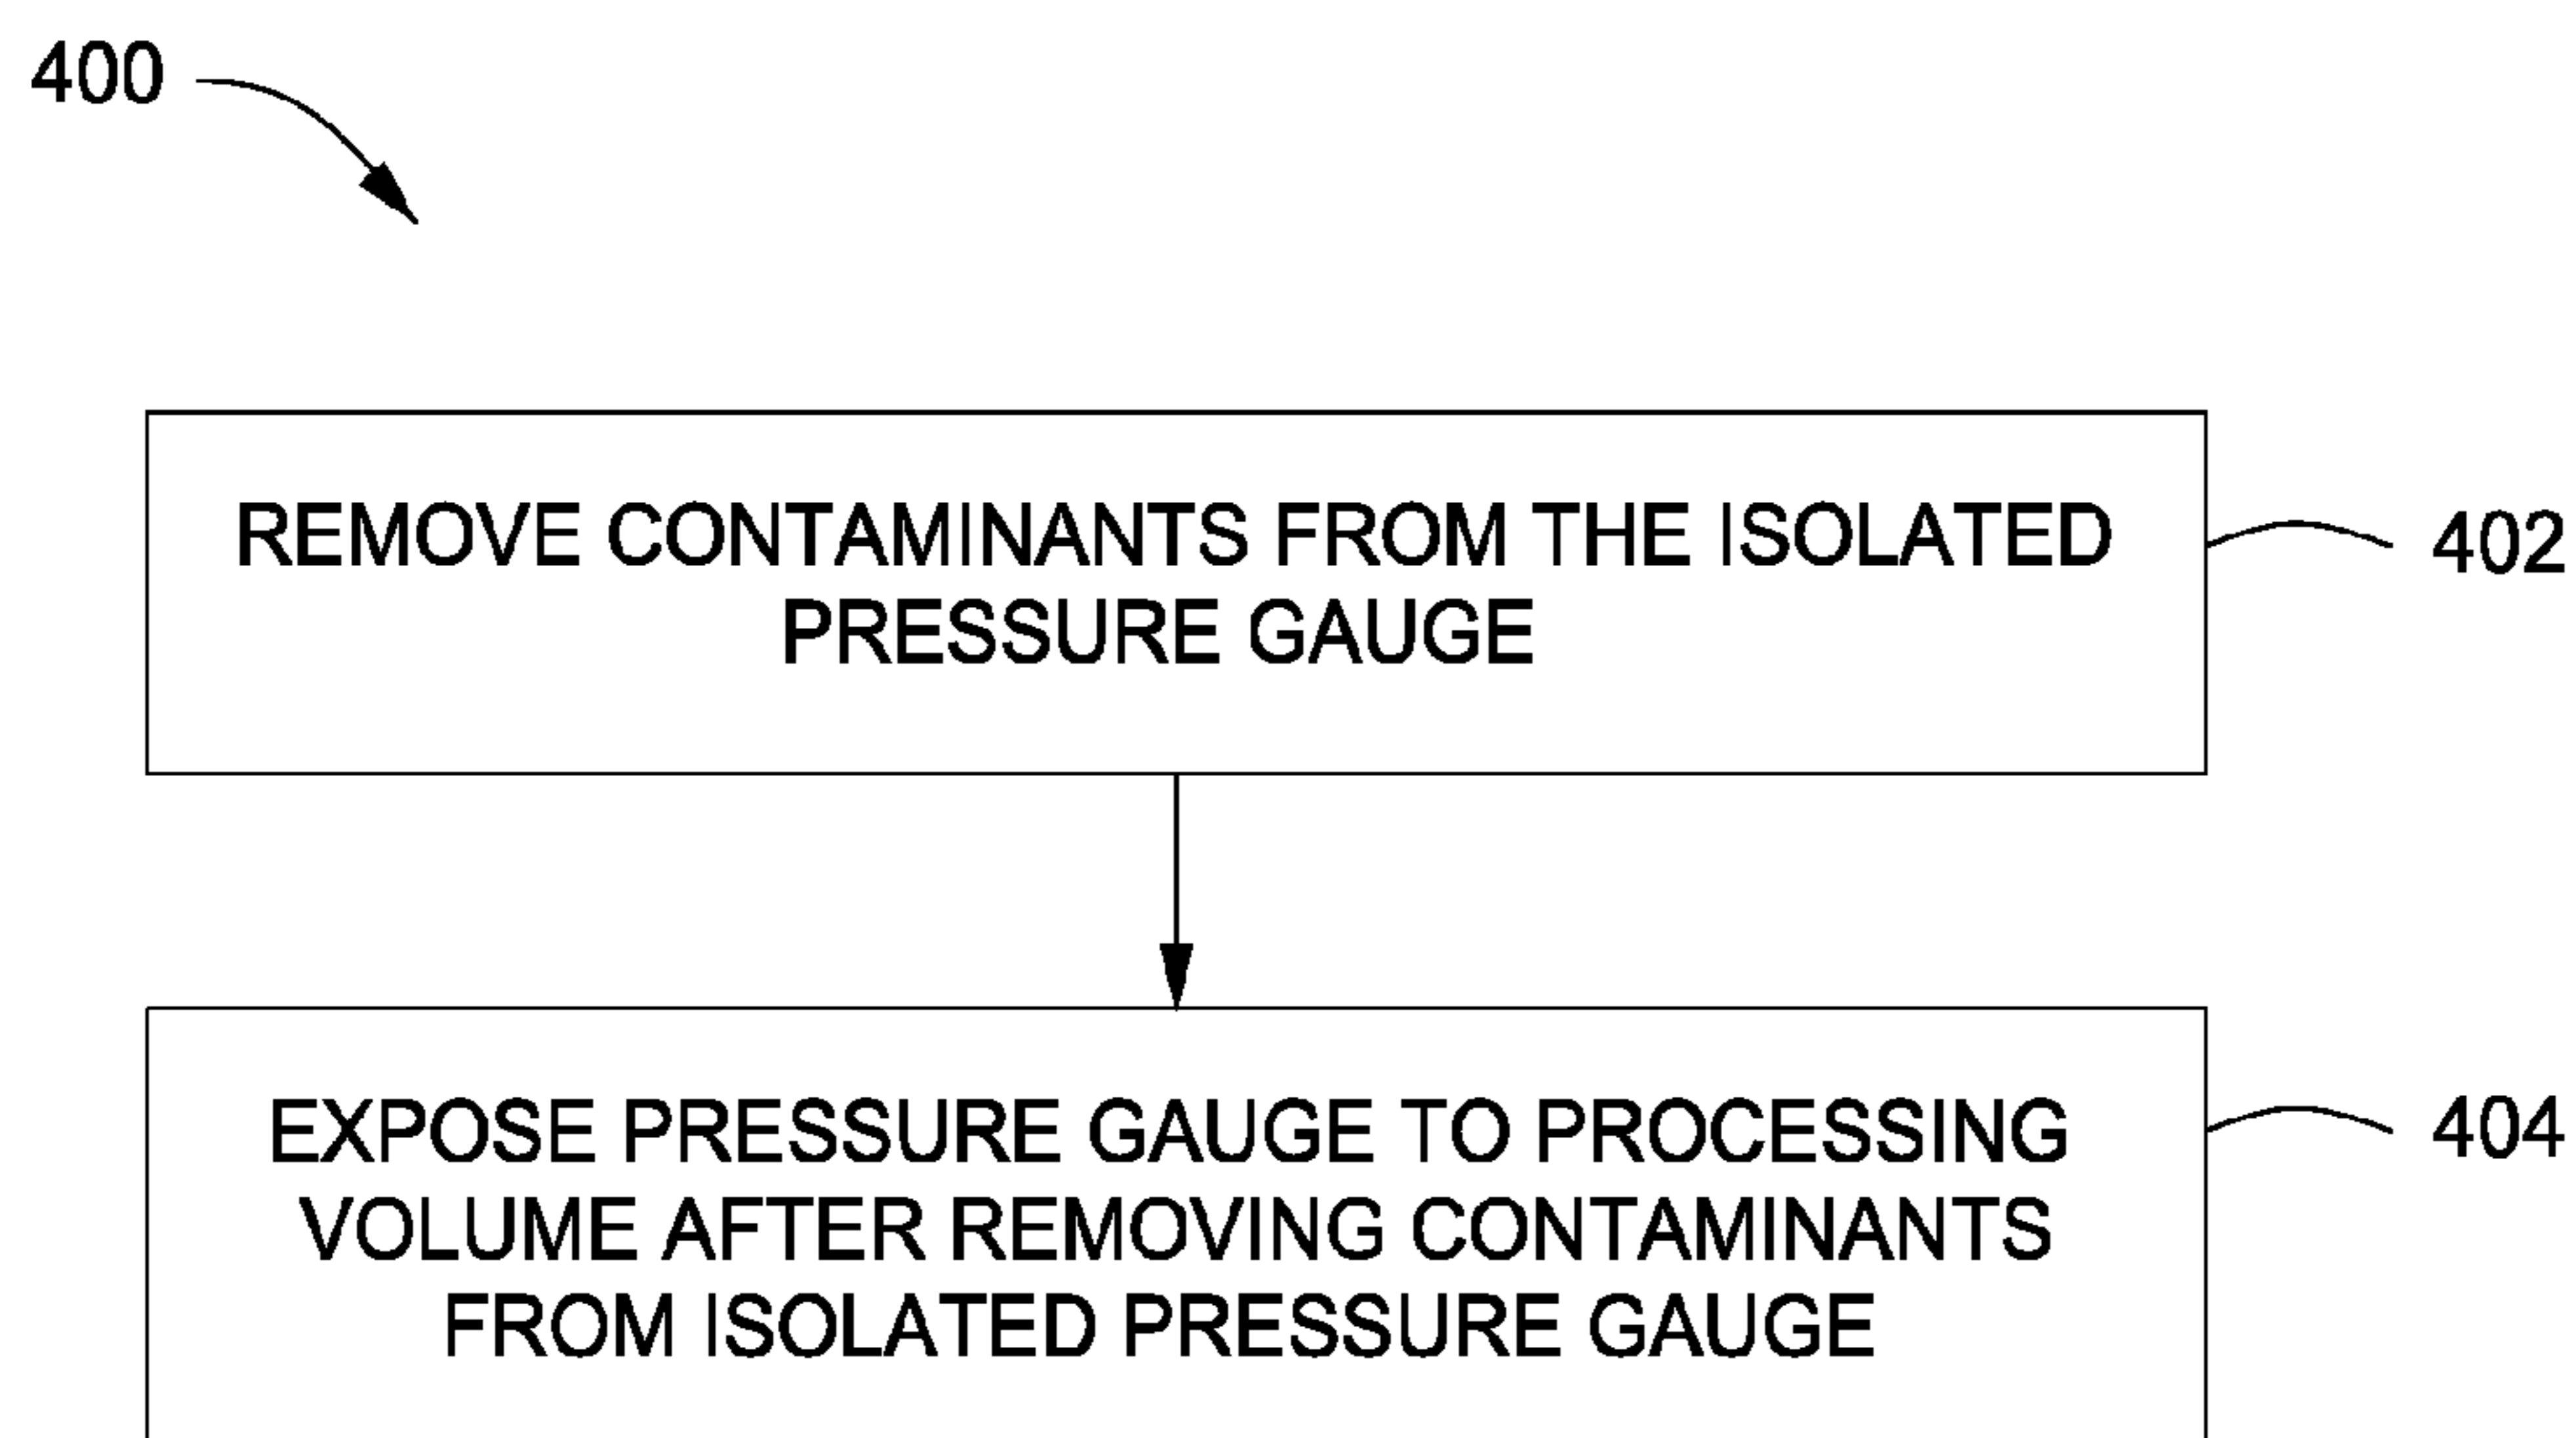 400
REMOVE CONTAMINANTS FROM THE ISOLATED
PRESSURE GAUGE
402
EXPOSE PRESSURE GAUGE TO PROCESSING
VOLUME AFTER REMOVING CONTAMINANTS
FROM ISOLATED PRESSURE GAUGE
404